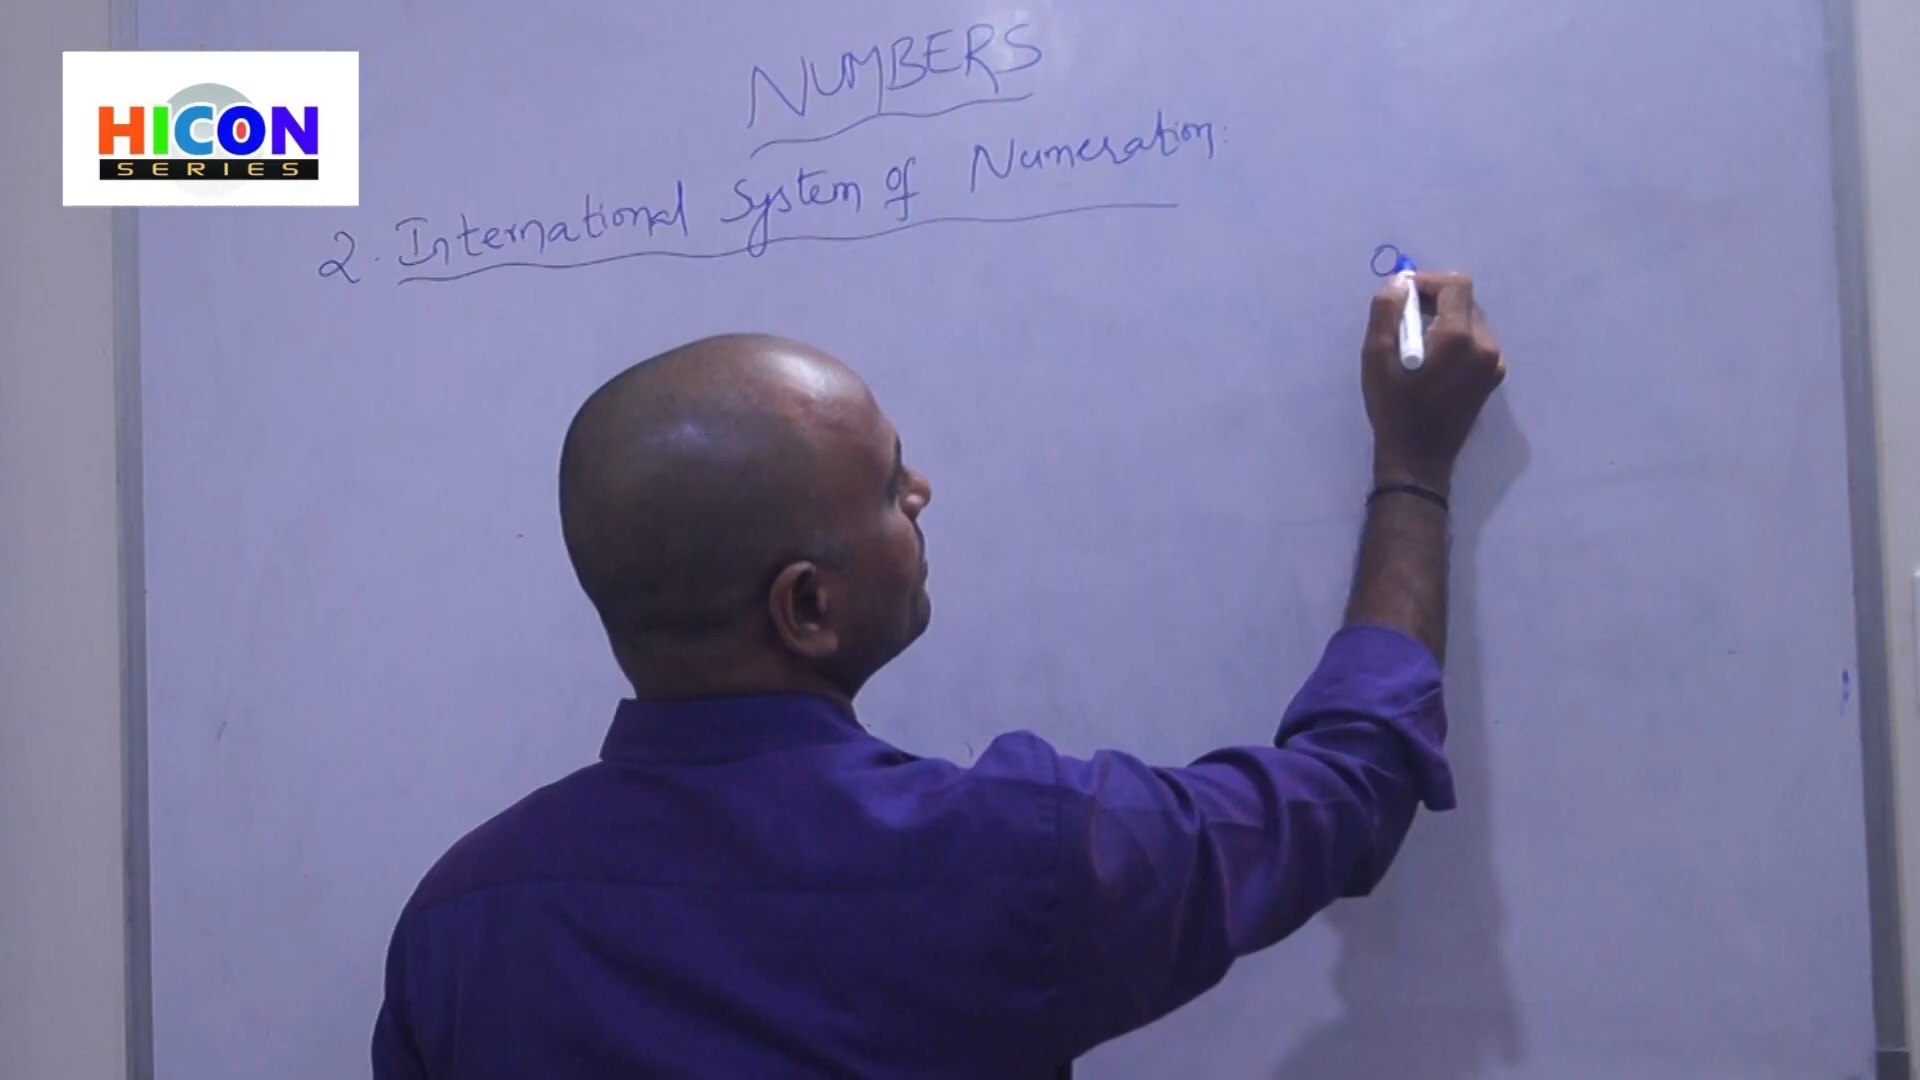 HICON
SERIES
NUMBERS
2. International System of Numeration:
O